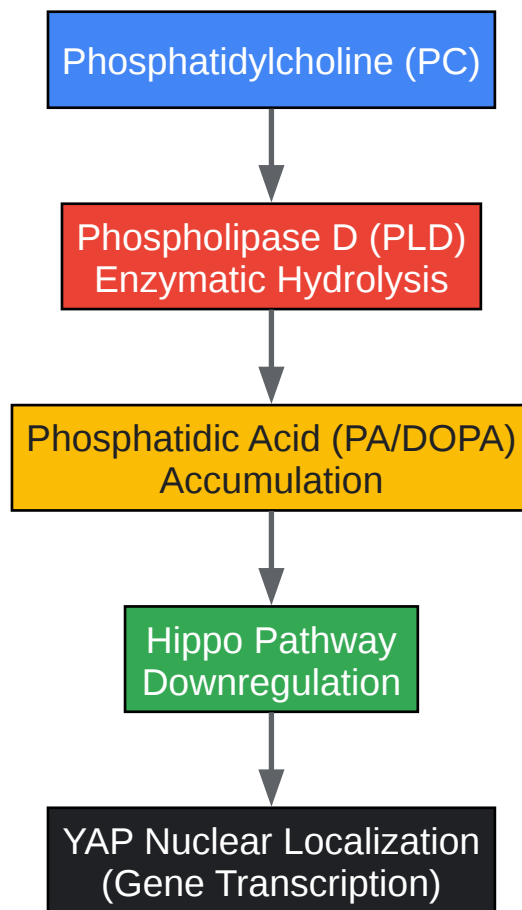 Phosphatidylcholine (PC)
Phospholipase D (PLD)
Enzymatic Hydrolysis
Phosphatidic Acid (PA/DOPA)
Accumulation
Hippo Pathway
Downregulation
YAP Nuclear Localization
(Gene Transcription)